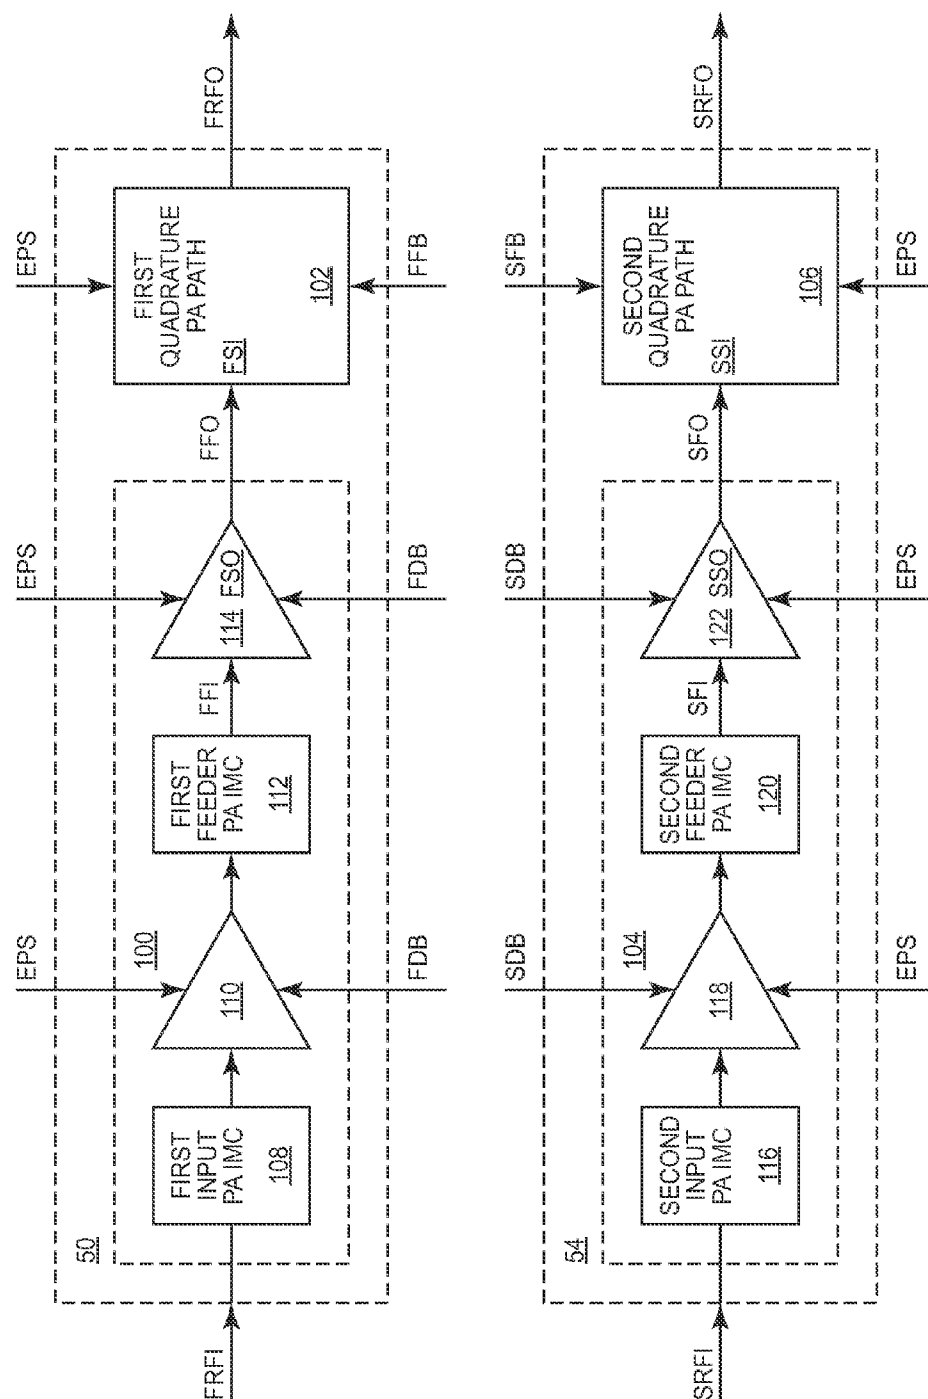 FRFI
50
FIRST
INPUT
PA IMC
108
EPS
100
110
FDB
FIRST
FEEDER
PA IMC
112
FFI
EPS
114
FSO
FDB
FFO
EPS
FIRST
QUADRATURE
PA PATH
FSI
102
FFB
FRFO
SRFI
54
SECOND
INPUT
PA IMC
116
SDB
104
118
EPS
SECOND
FEEDER
PA IMC
120
SFI
SDB
122
SSO
EPS
SFO
SFB
SECOND
QUADRATURE
PA PATH
SSI
106
EPS
SRFO